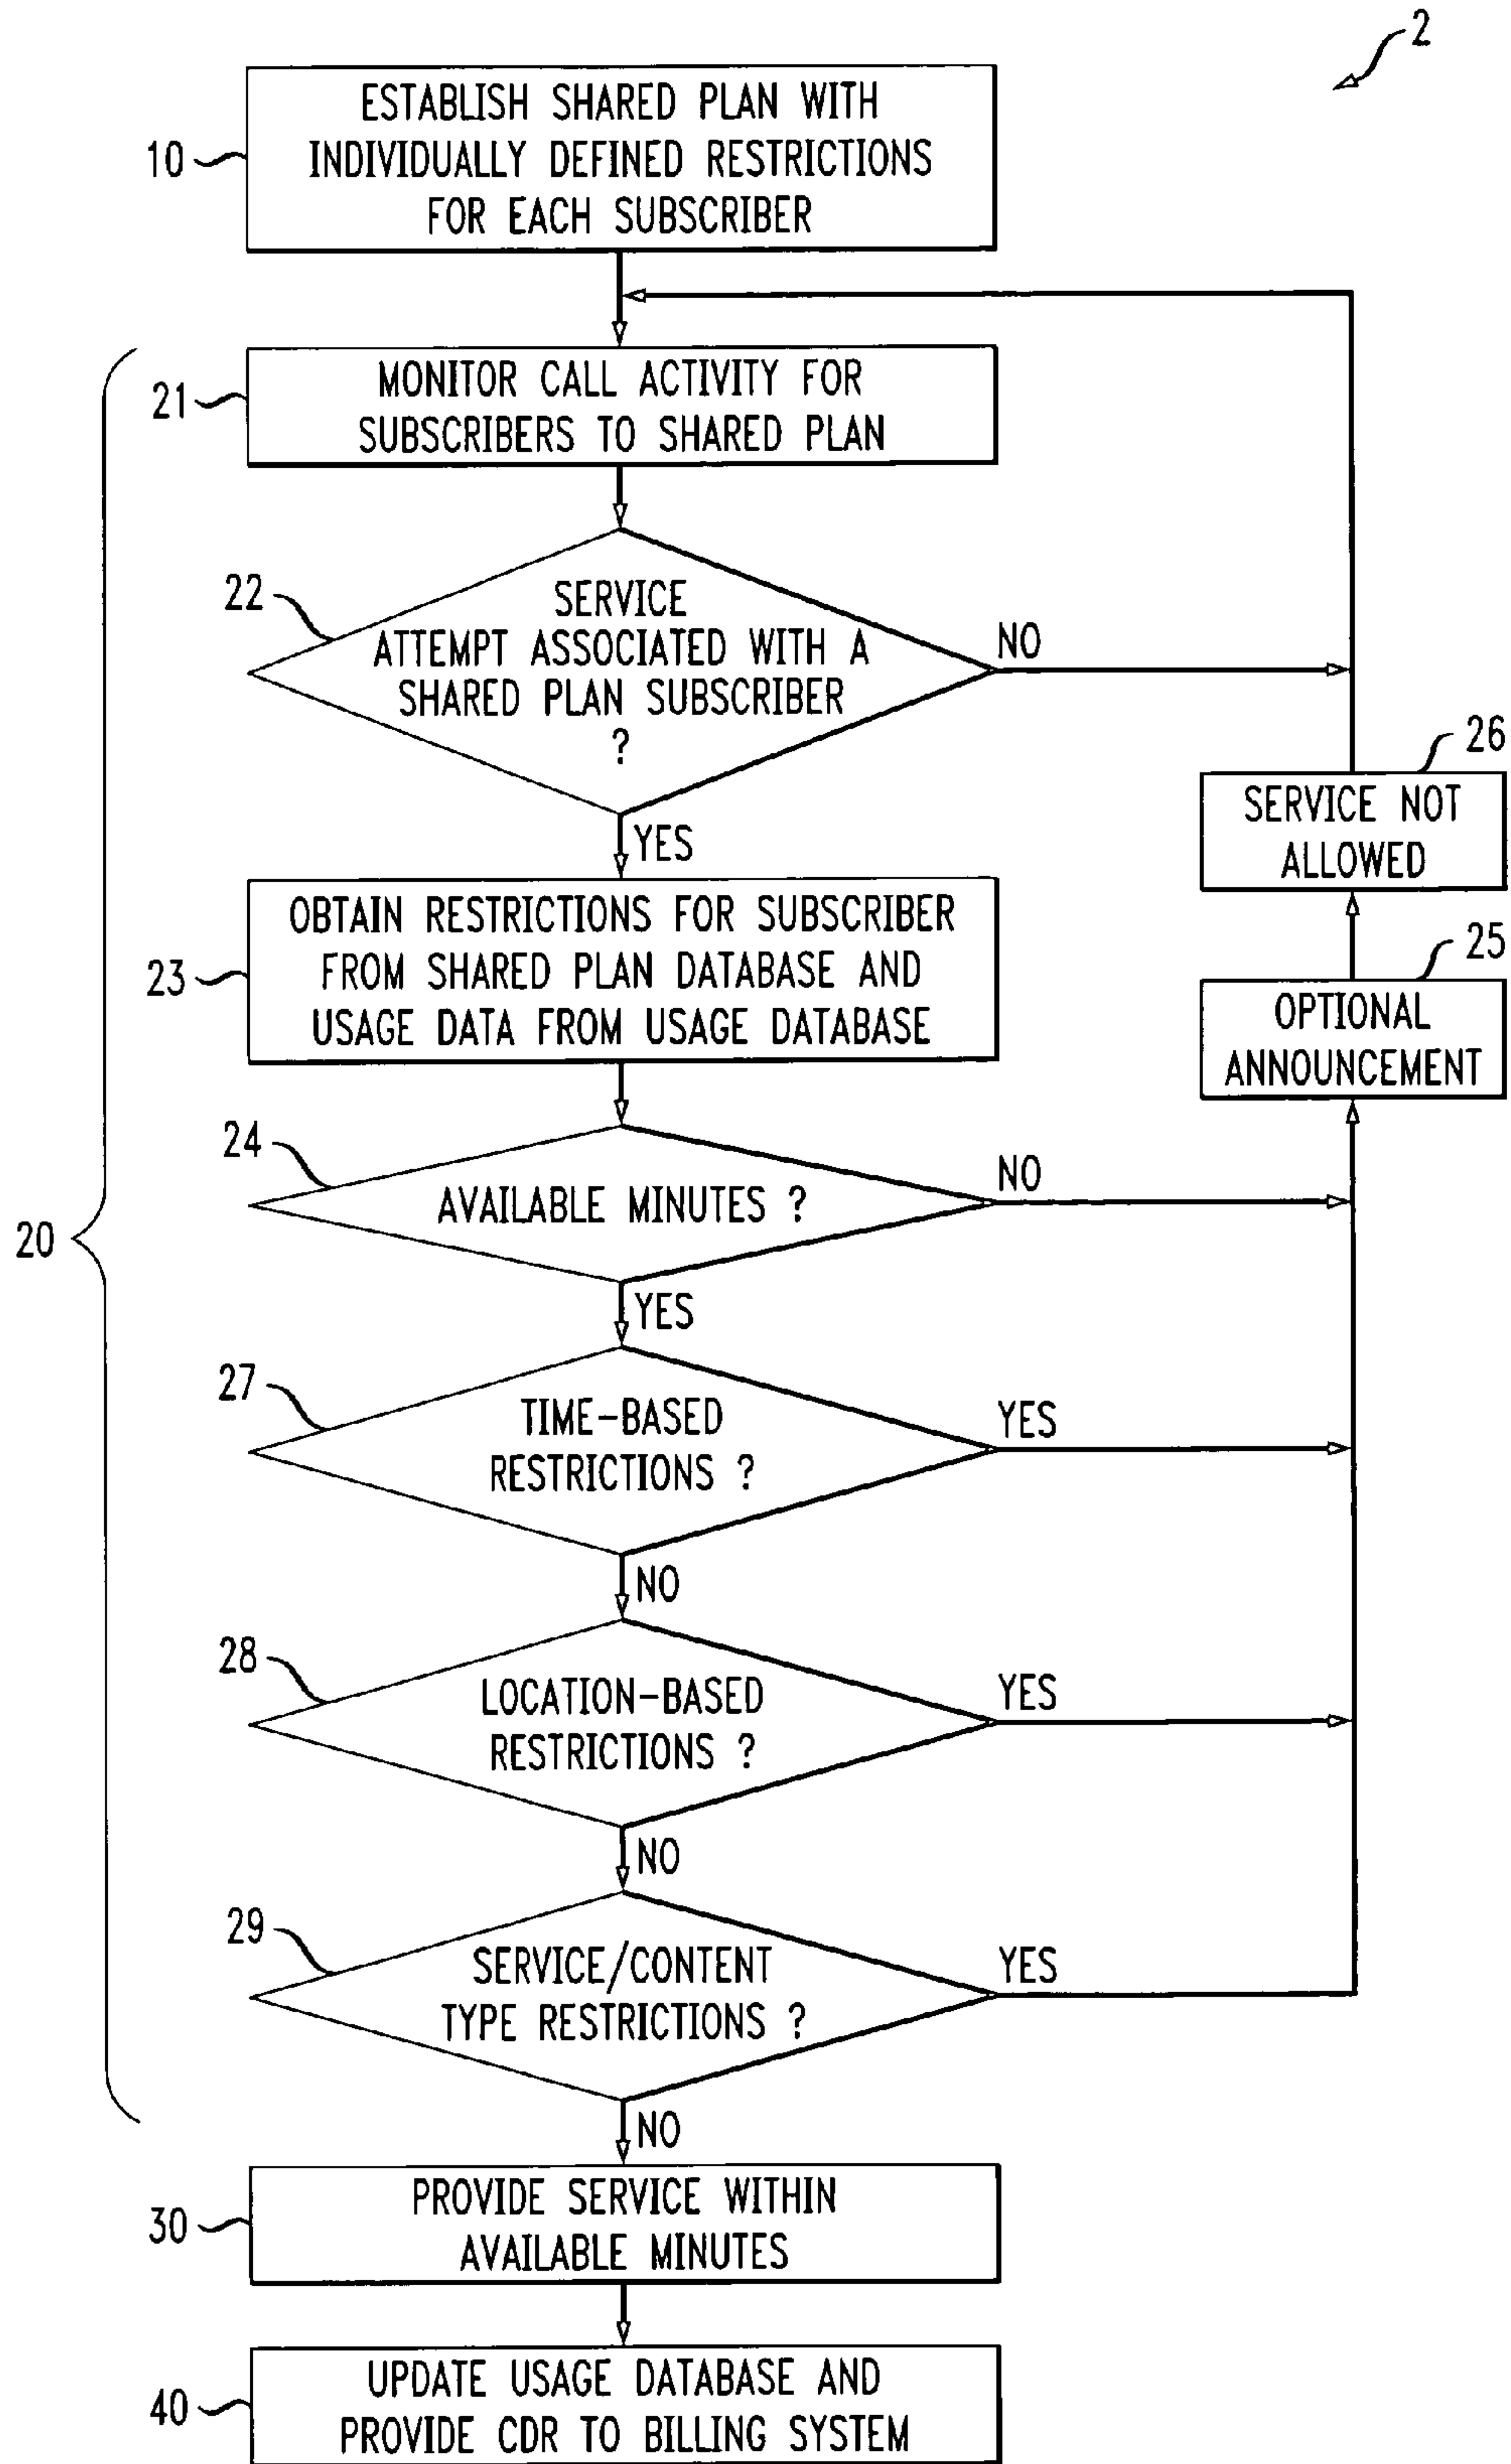 2
ESTABLISH SHARED PLAN WITH
INDIVIDUALLY DEFINED RESTRICTIONS
FOR EACH SUBSCRIBER
10
MONITOR CALL ACTIVITY FOR
SUBSCRIBERS TO SHARED PLAN
21
22
SERVICE
ATTEMPT ASSOCIATED WITH A
SHARED PLAN SUBSCRIBER
?
NO
YES
26
SERVICE NOT
ALLOWED
OBTAIN RESTRICTIONS FOR SUBSCRIBER
FROM SHARED PLAN DATABASE AND
USAGE DATA FROM USAGE DATABASE
23
25
OPTIONAL
ANNOUNCEMENT
24
AVAILABLE MINUTES ?
NO
YES
20
27
TIME-BASED
RESTRICTIONS ?
YES
NO
28
LOCATION-BASED
RESTRICTIONS ?
YES
NO
29
SERVICE/CONTENT
TYPE RESTRICTIONS ?
YES
NO
PROVIDE SERVICE WITHIN
AVAILABLE MINUTES
30
UPDATE USAGE DATABASE AND
PROVIDE CDR TO BILLING SYSTEM
40